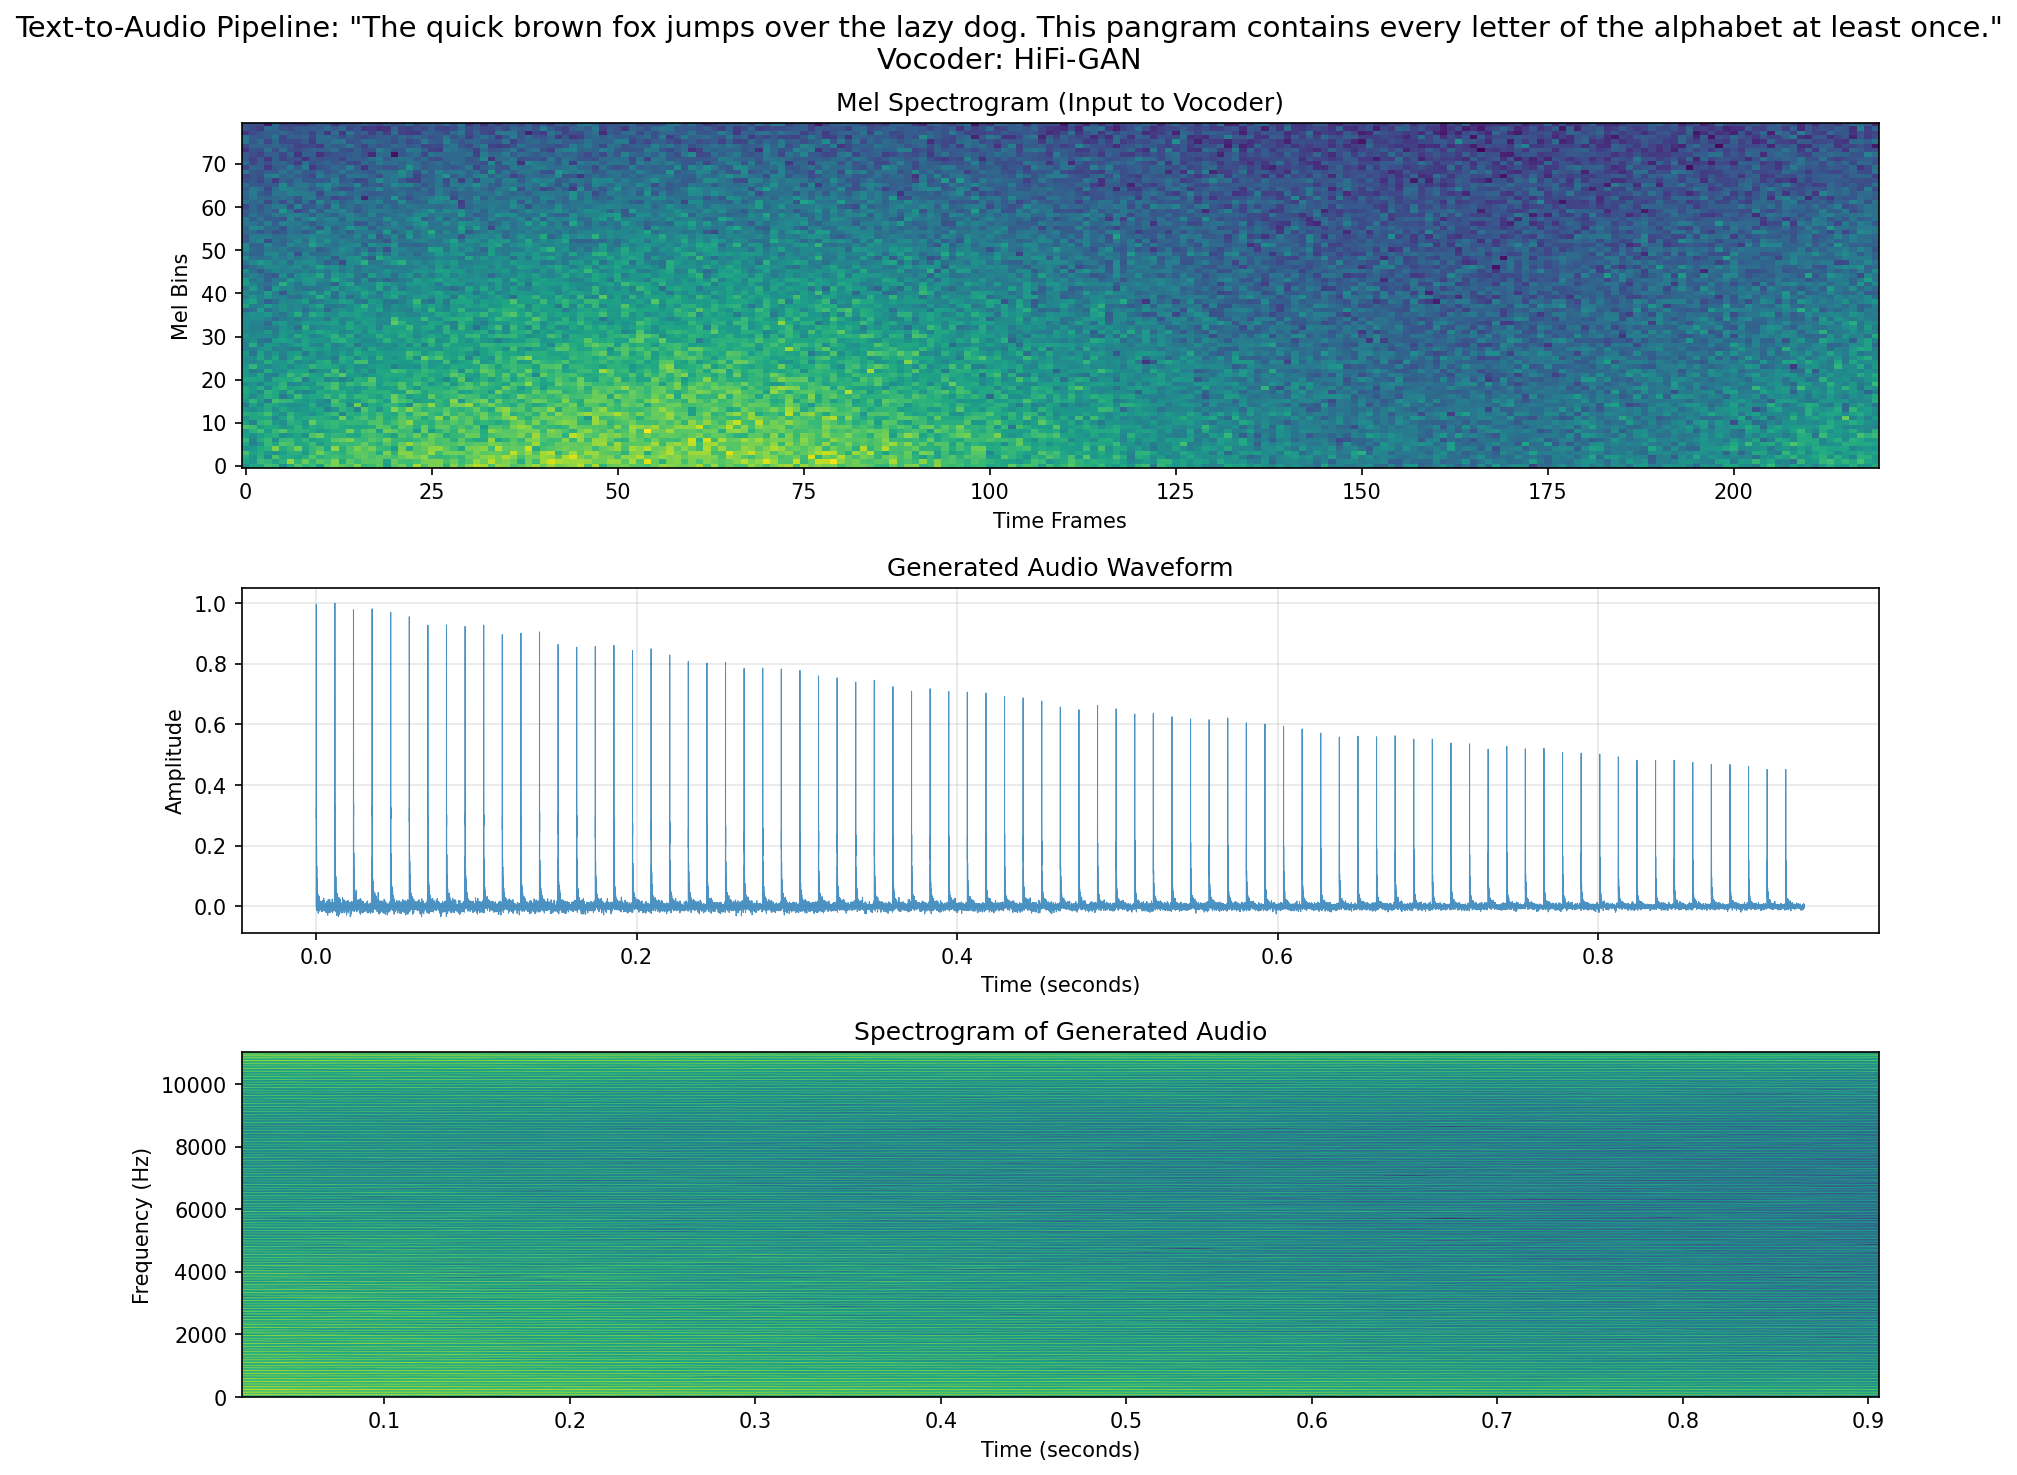 Text-to-Audio Pipeline: "The quick brown fox jumps over the lazy dog. This pangram contains every letter of the alphabet at least once."
Vocoder: HiFi-GAN
Mel Spectrogram (Input to Vocoder)
70
60
50
40
30
20
10
0
Mel Bins
0 25 50 75 100 125 150 175 200
Time Frames
Generated Audio Waveform
1.0
0.8
0.6
0.4
0.2
0.0
Amplitude
0.0 0.2 0.4 0.6 0.8
Time (seconds)
Spectrogram of Generated Audio
10000
8000
6000
4000
2000
0
Frequency (Hz)
0.1 0.2 0.3 0.4 0.5 0.6 0.7 0.8 0.9
Time (seconds)